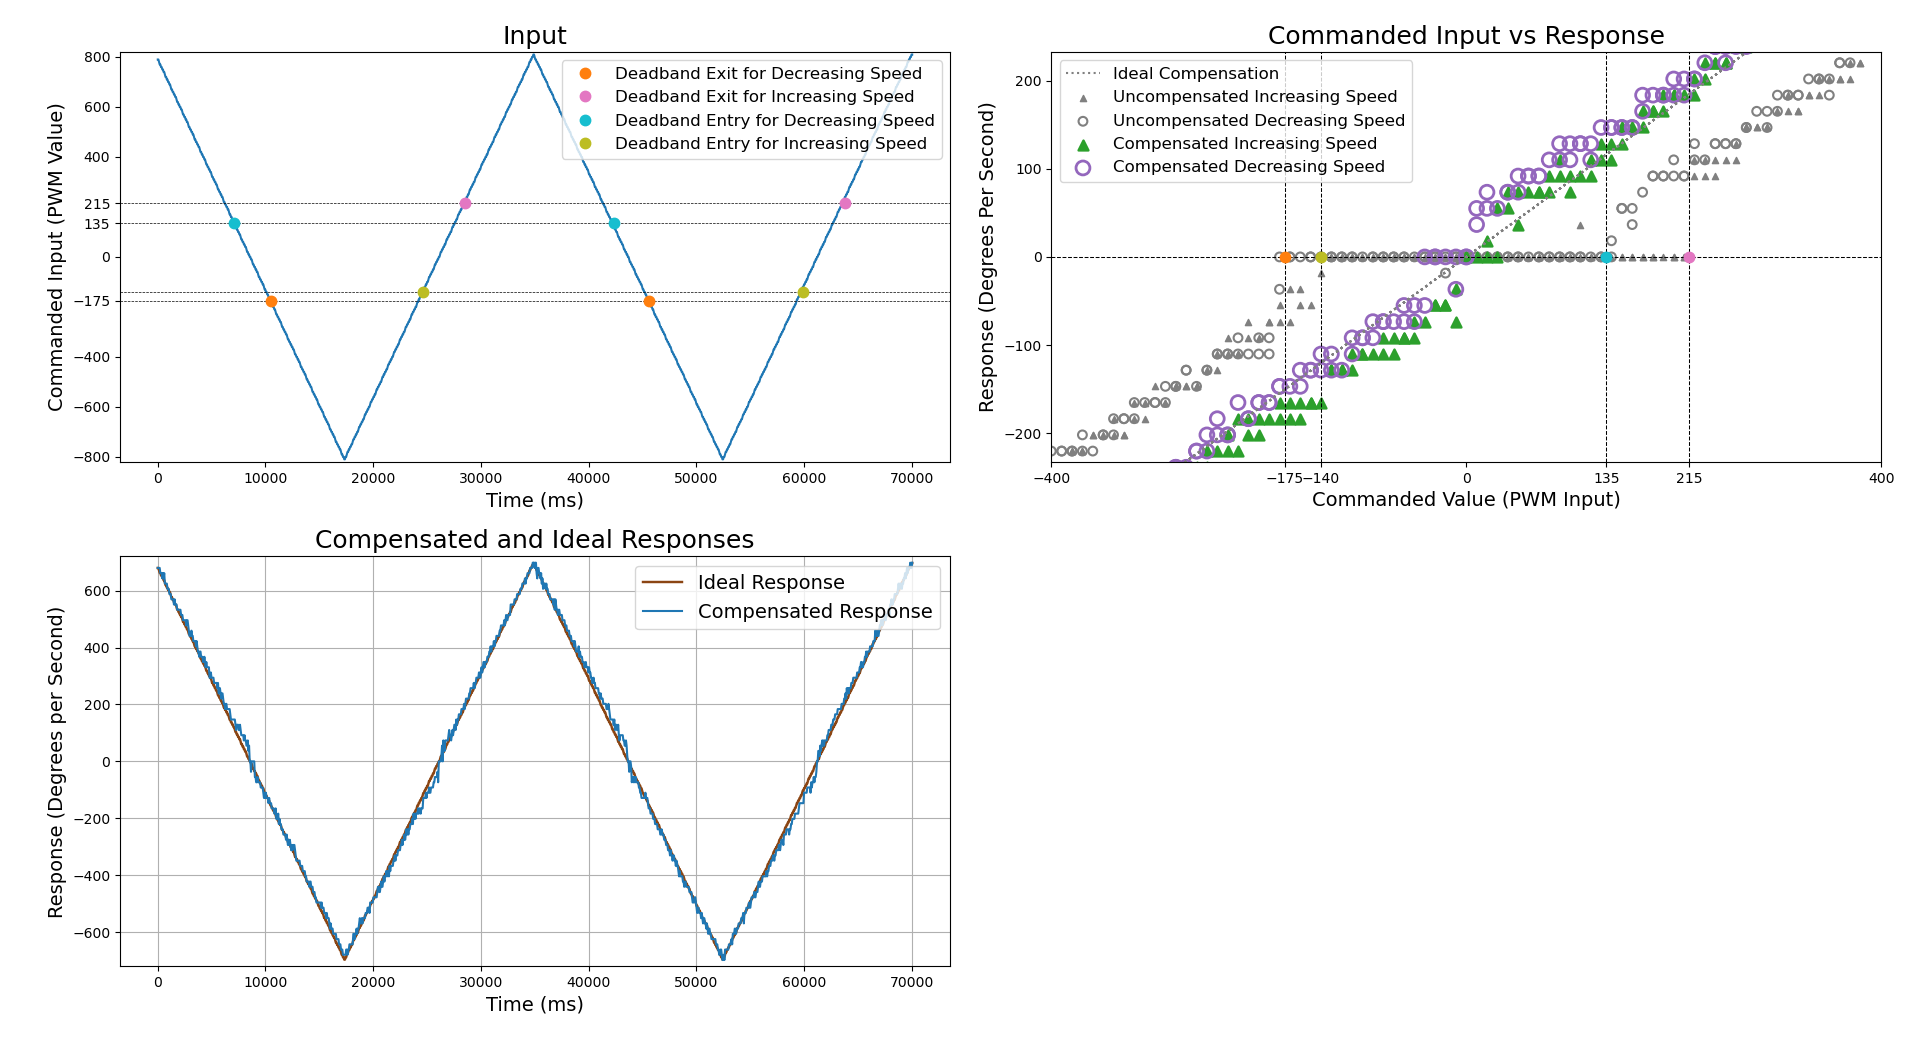 Input
Commanded Input (PWM Value)
800
600
400
215
135
0
−175
−400
−600
−800
Deadband Exit for Decreasing Speed
Deadband Exit for Increasing Speed
Deadband Entry for Decreasing Speed
Deadband Entry for Increasing Speed
0 10000 20000 30000 40000 50000 60000 70000
Time (ms)
Commanded Input vs Response
Response (Degrees Per Second)
200
100
0
−100
−200
Ideal Compensation
Uncompensated Increasing Speed
Uncompensated Decreasing Speed
Compensated Increasing Speed
Compensated Decreasing Speed
−400 −175 −140 0 135 215 400
Commanded Value (PWM Input)
Compensated and Ideal Responses
Response (Degrees per Second)
600
400
200
0
−200
−400
−600
Ideal Response
Compensated Response
0 10000 20000 30000 40000 50000 60000 70000
Time (ms)